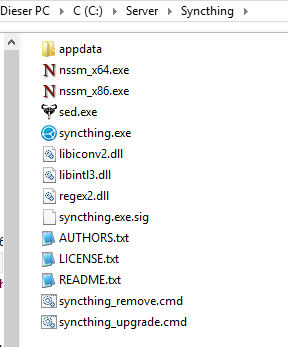 Dieser PC > C (C:) > Server > Syncthing >
appdata
nssm_x64.exe
nssm_x86.exe
sed.exe
syncthing.exe
libiconv2.dll
libintl3.dll
regex2.dll
syncthing.exe.sig
AUTHORS.txt
LICENSE.txt
README.txt
syncthing_remove.cmd
syncthing_upgrade.cmd